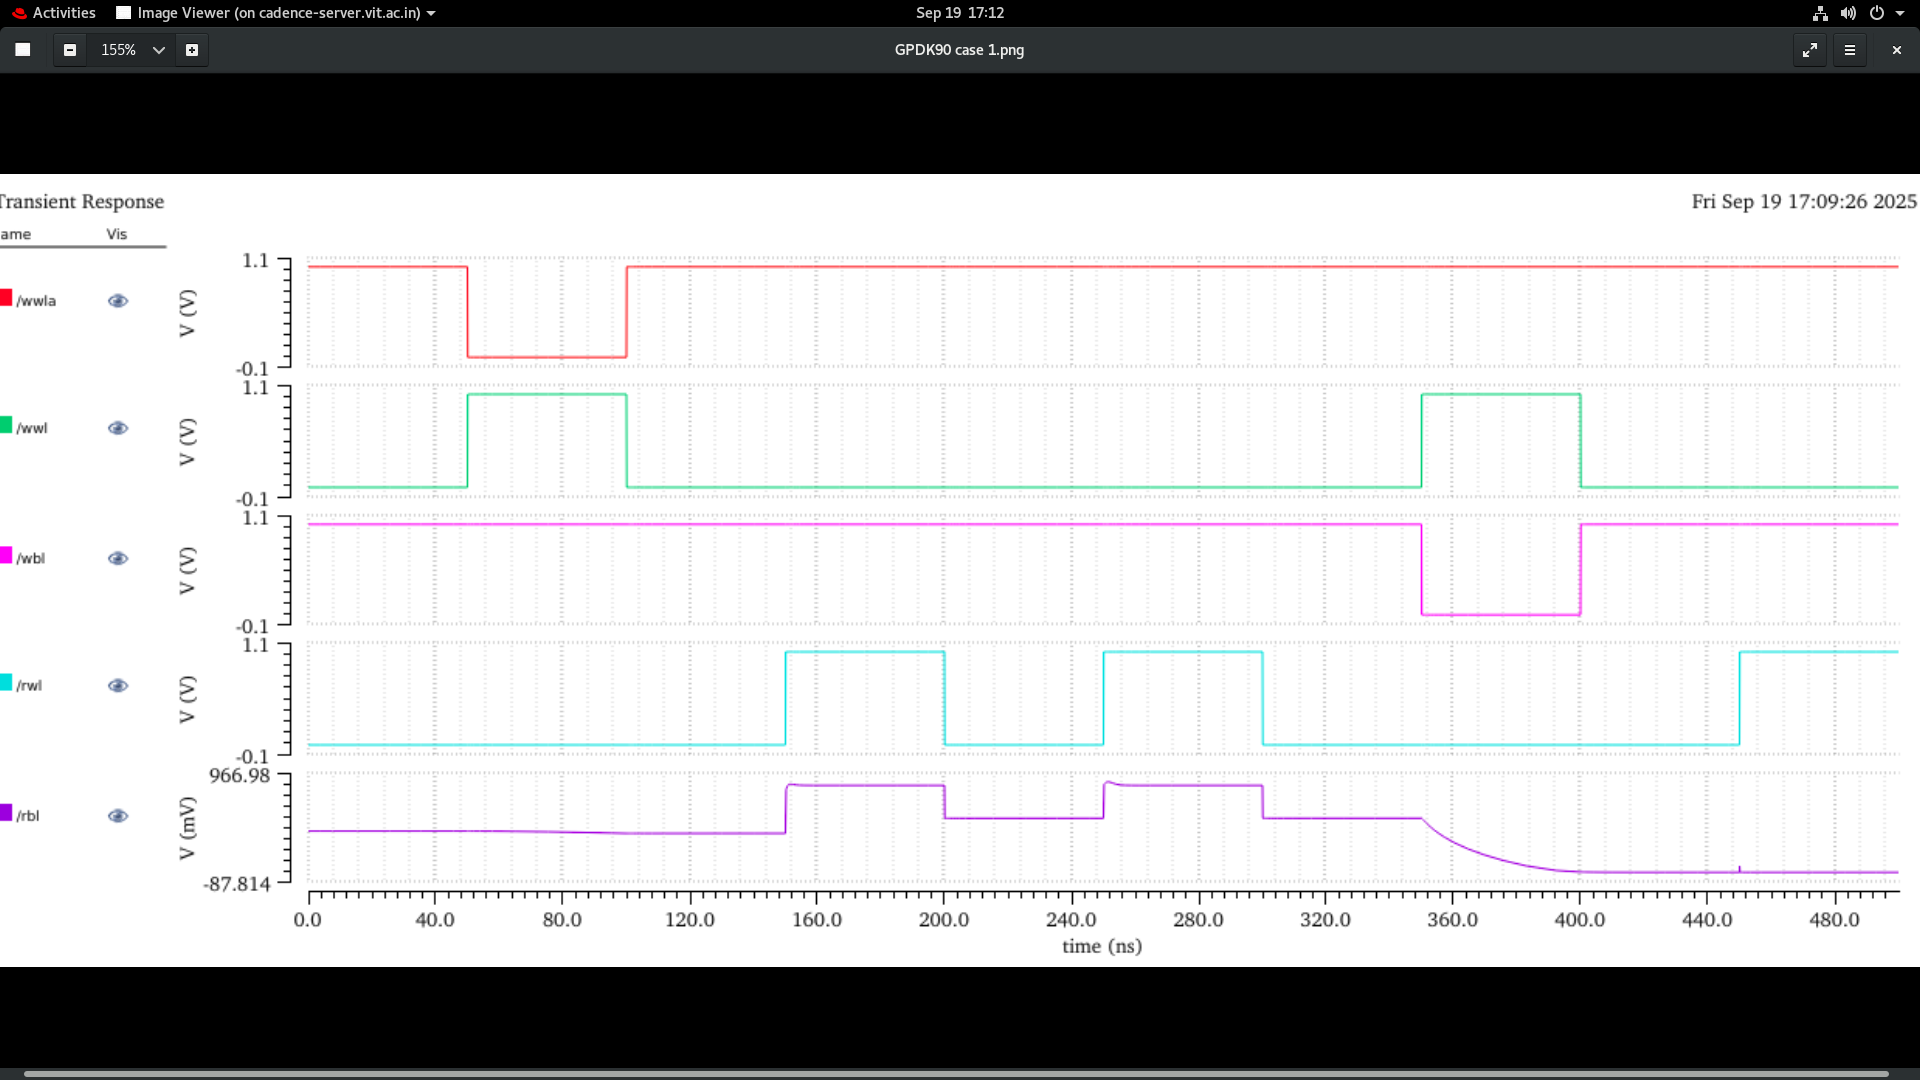 Activities Image Viewer (on cadence-server.vit.ac.in) Sep 19 17:12
155% GPDK90 case 1.png
Transient Response Fri Sep 19 17:09:26 2025
ame Vis
1.1
/wwla V (V)
-0.1
1.1
/wwl V (V)
-0.1
1.1
/wbl V (V)
-0.1
1.1
/rwl V (V)
-0.1
966.98
/rbl V (mV)
-87.814
0.0 40.0 80.0 120.0 160.0 200.0 240.0 280.0 320.0 360.0 400.0 440.0 480.0
time (ns)